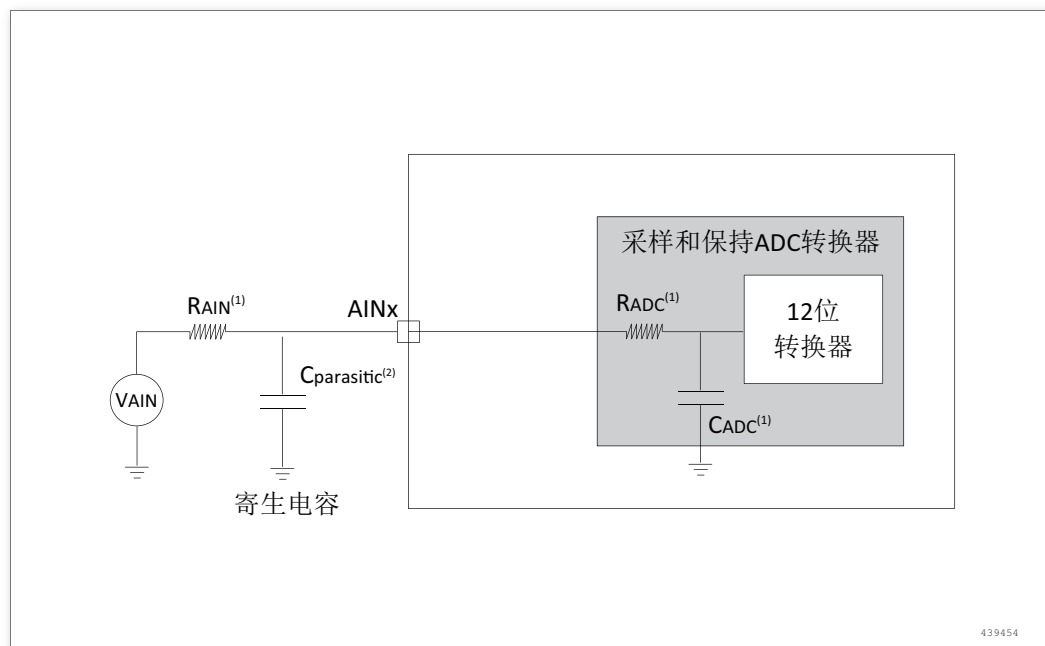 采样和保持ADC转换器
RAIN(1)
AINx
RADC(1)
12位
转换器
Cparasitic(2)
VAIN
CADC(1)
寄生电容
439454